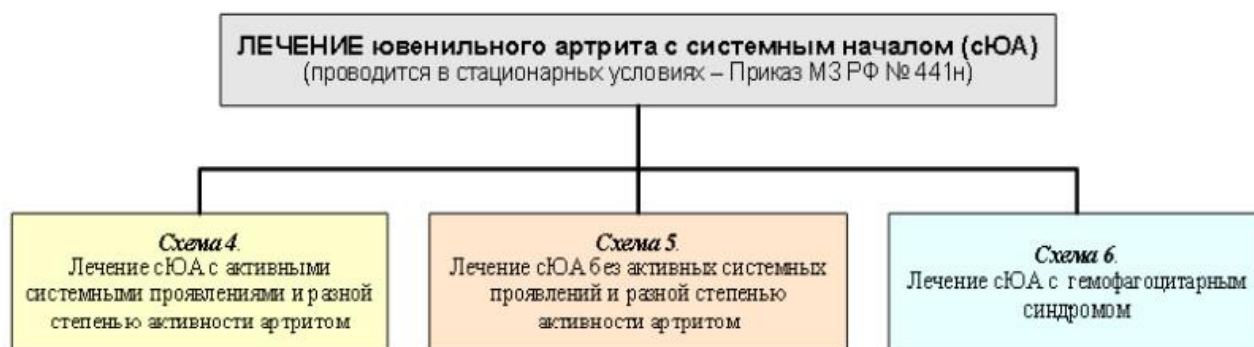 ЛЕЧЕНИЕ ювенильного артрита с системным началом (сЮА)
(проводится в стационарных условиях – Приказ МЗ РФ № 441н)
Схема 4.
Лечение сЮА с активными
системными проявлениями и разной
степенью активности артритом
Схема 5.
Лечение сЮА без активных системных
проявлений и разной степенью
активности артритом
Схема 6.
Лечение сЮА с гемофагоцитарным
синдромом